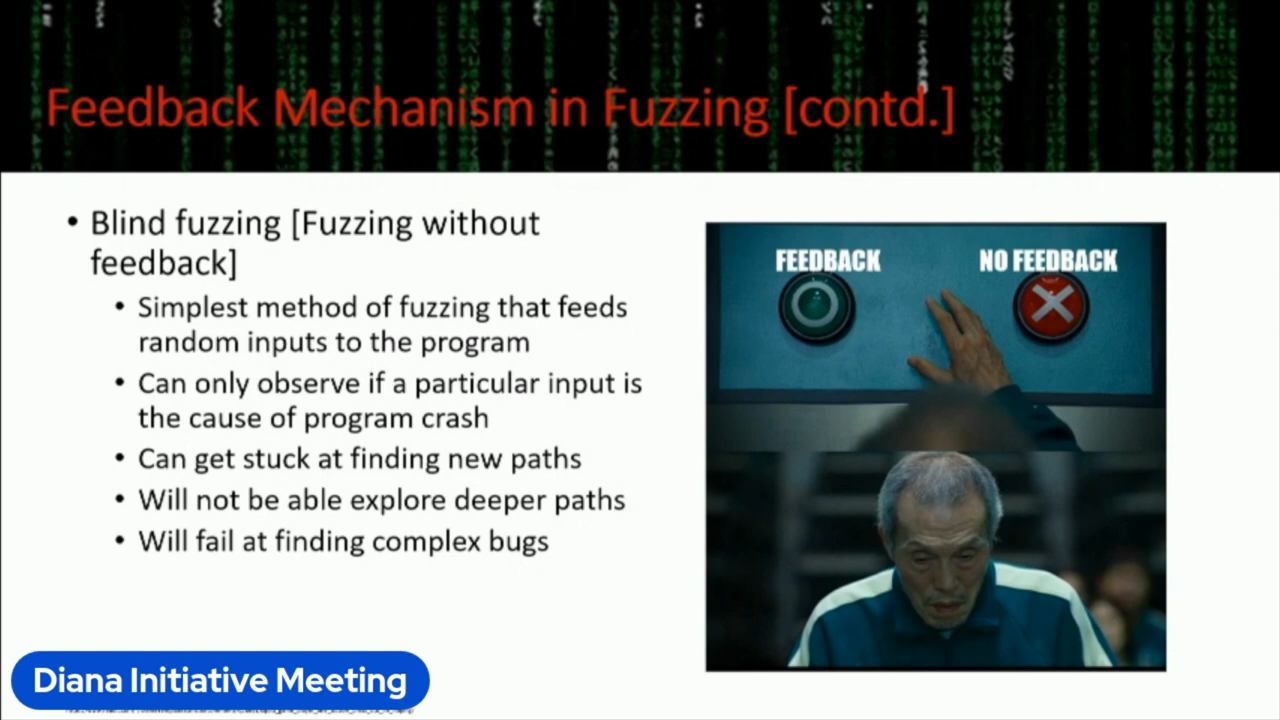 Feedback Mechanism in Fuzzing [contd.]
• Blind fuzzing [Fuzzing without
feedback]
• Simplest method of fuzzing that feeds
random inputs to the program
• Can only observe if a particular input is
the cause of program crash
• Can get stuck at finding new paths
• Will not be able explore deeper paths
• Will fail at finding complex bugs
FEEDBACK
NO FEEDBACK
Diana Initiative Meeting